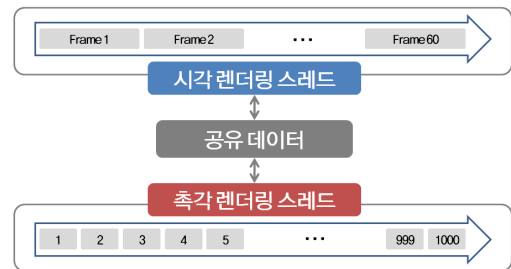 Frame 1 Frame 2 ··· Frame 60
시각 렌더링 스레드
공유 데이터
촉각 렌더링 스레드
1 2 3 4 5 ··· 999 1000